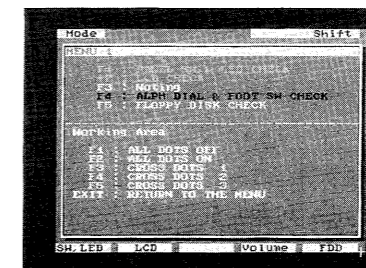 Mode Shift
MENU 1
F3 : Noting
F4 : ALPH DIAL & FOOT SW CHECK
F5 : FLOPPY DISK CHECK
Working Area
F1 : ALL DOTS OFF
F2 : ALL DOTS ON
F3 : CROSS DOTS 1
F4 : CROSS DOTS 2
F5 : CROSS DOTS 3
EXIT : RETURN TO THE MENU
SW,LED LCD Volume FDD